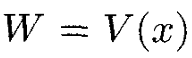 W = V(x)